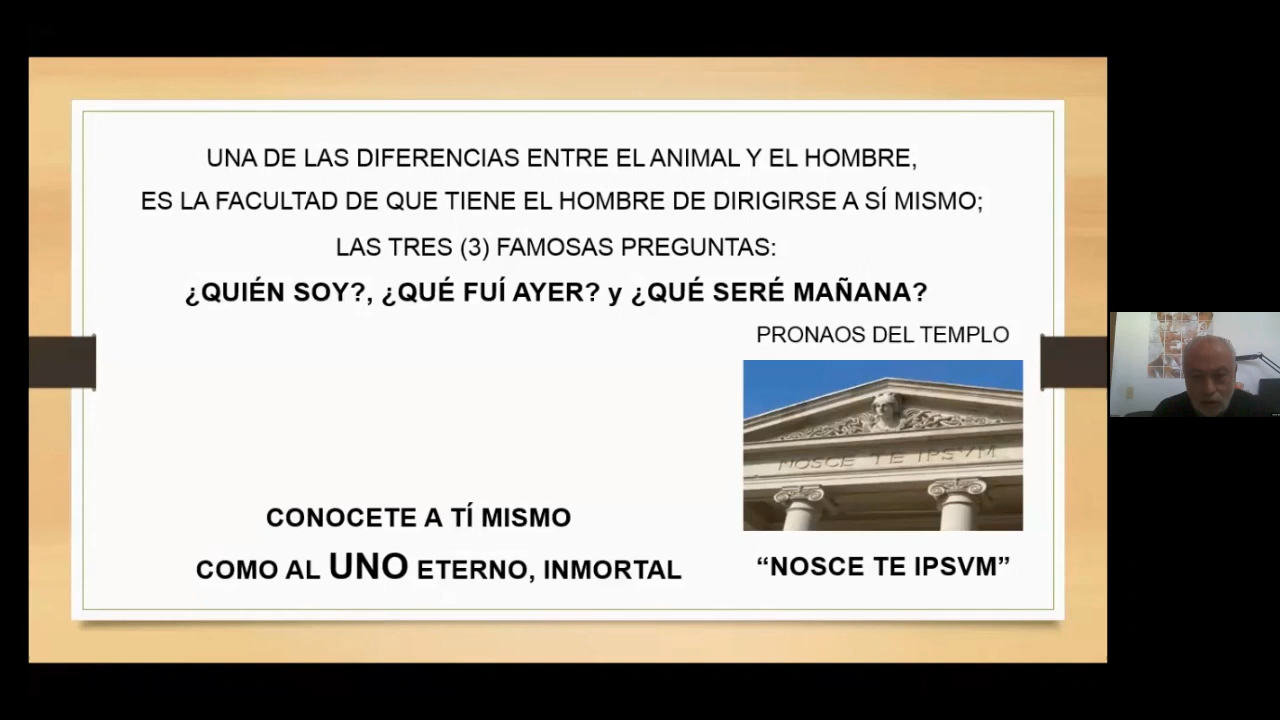 UNA DE LAS DIFERENCIAS ENTRE EL ANIMAL Y EL HOMBRE,
ES LA FACULTAD DE QUE TIENE EL HOMBRE DE DIRIGIRSE A SÍ MISMO;
LAS TRES (3) FAMOSAS PREGUNTAS:
¿QUIÉN SOY?, ¿QUÉ FUÍ AYER? y ¿QUÉ SERÉ MAÑANA?
PRONAOS DEL TEMPLO
NOSCE TE IPSVM
CONOCETE A TÍ MISMO
COMO AL UNO ETERNO, INMORTAL
“NOSCE TE IPSVM”